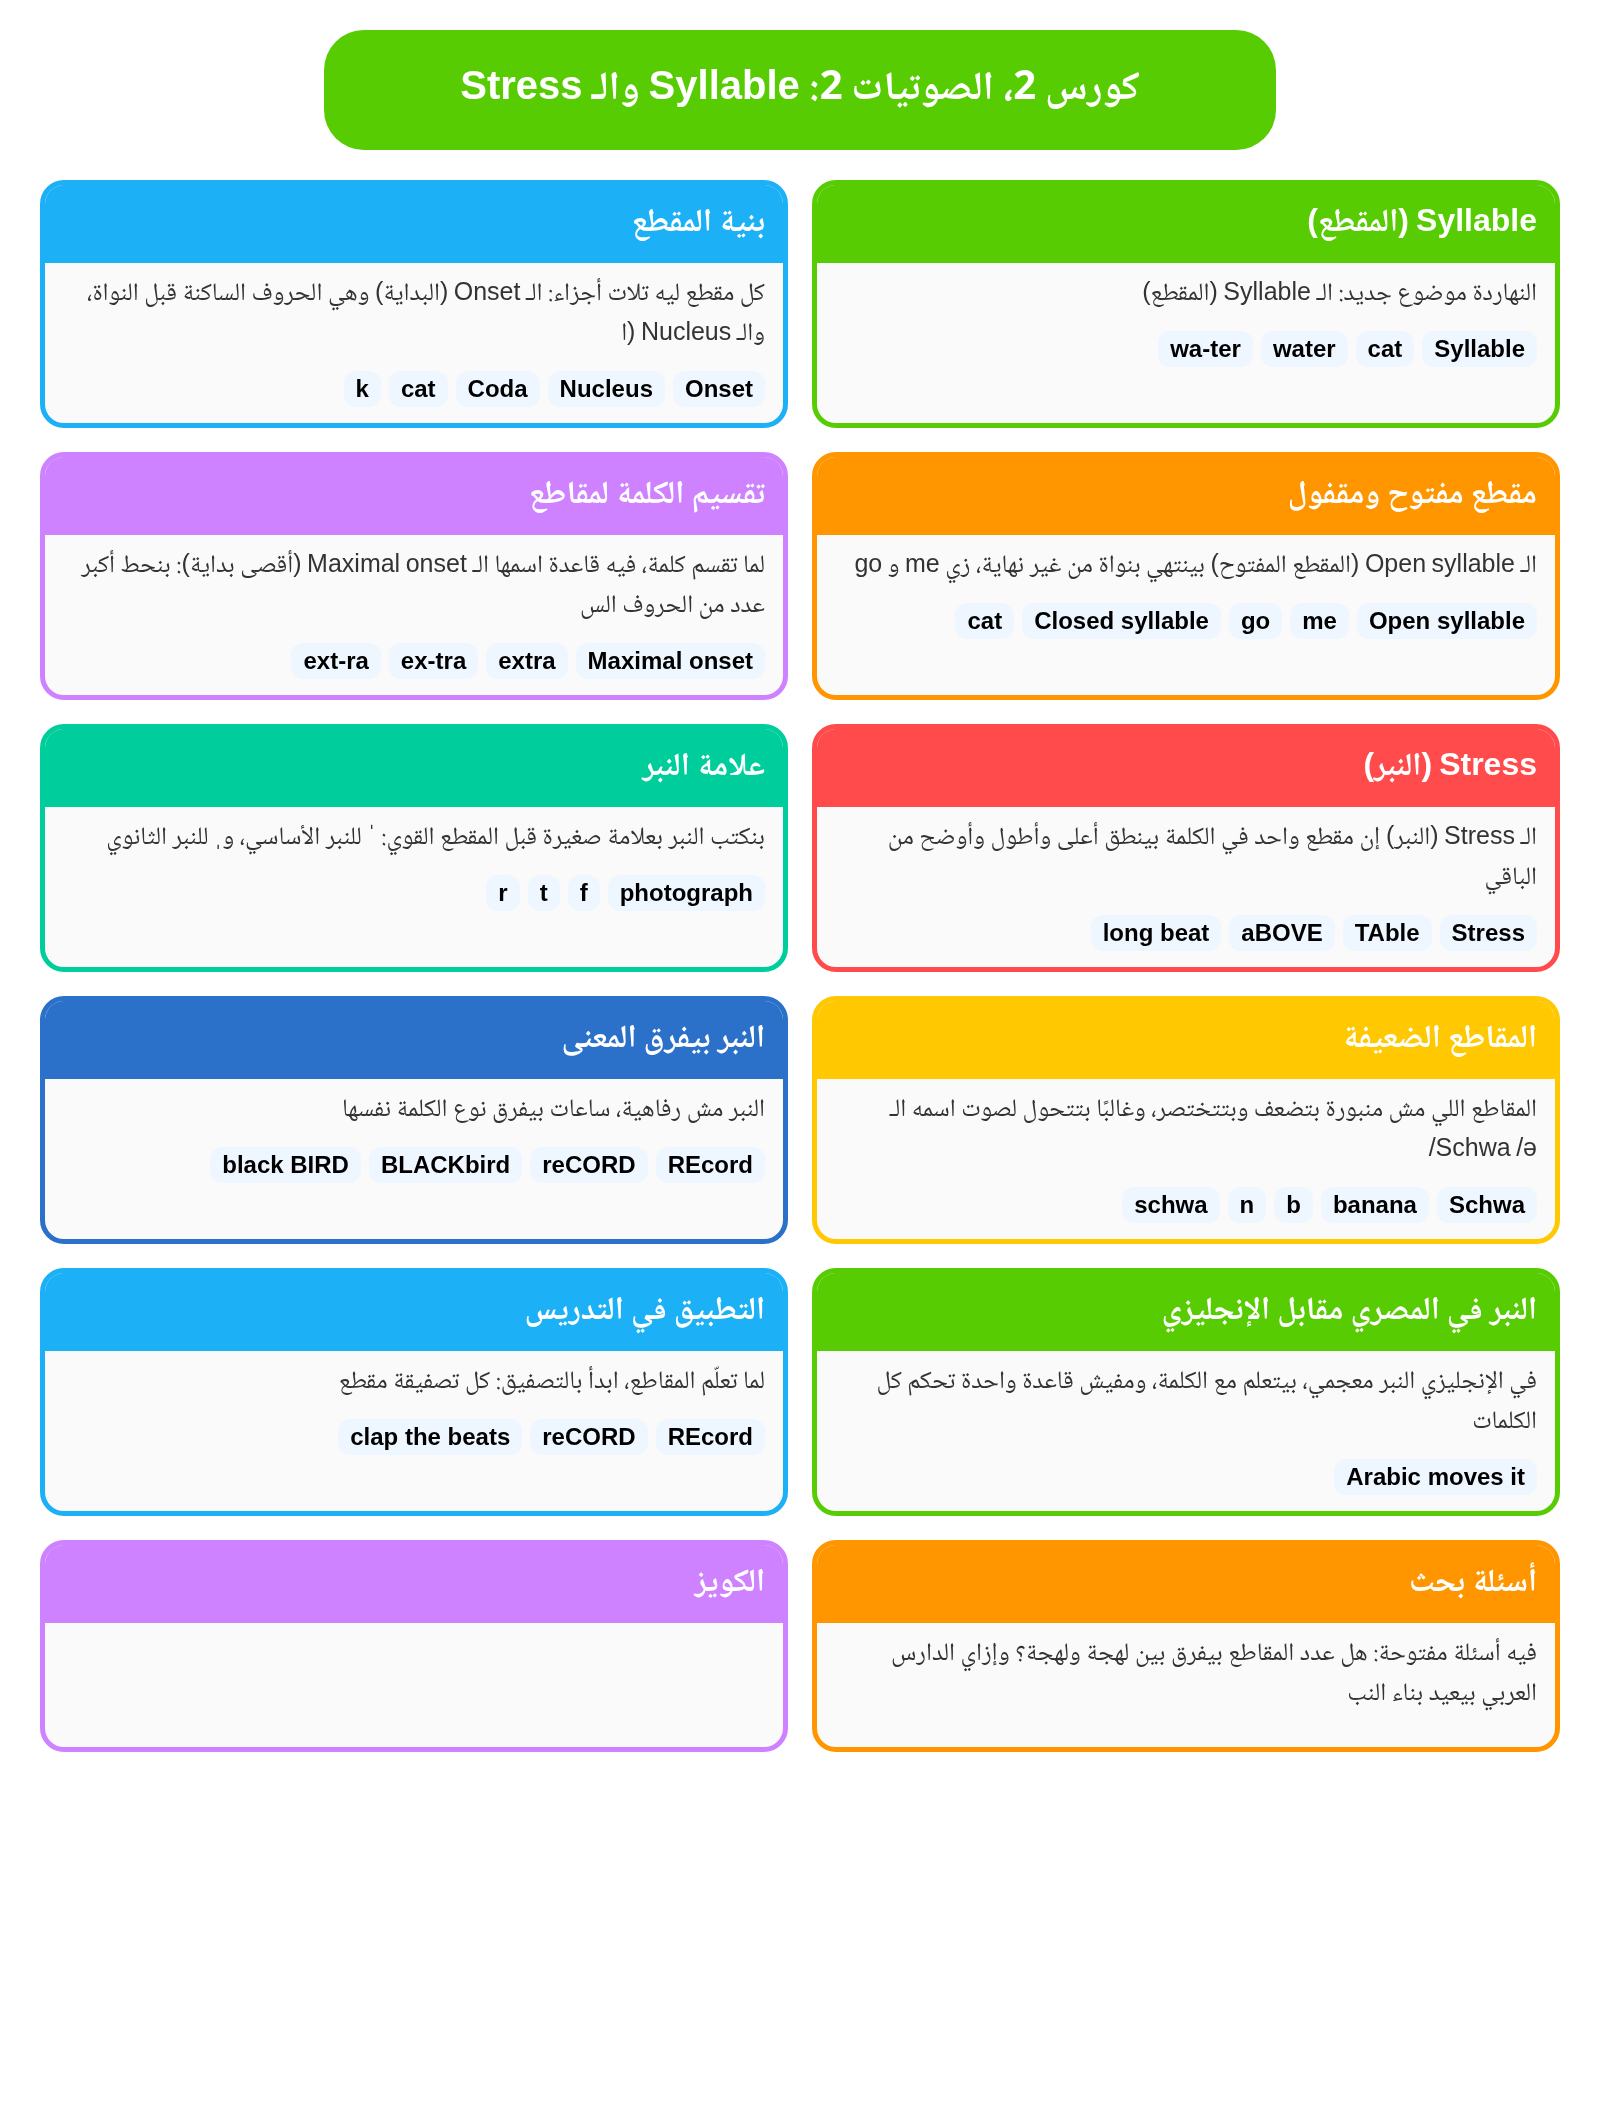 كورس 2، الصوتيات 2: Syllable والـ Stress
Syllable (المقطع)
النهاردة موضوع جديد: الـ Syllable (المقطع)
Syllable cat water wa-ter
بنية المقطع
كل مقطع ليه تلات أجزاء: الـ Onset (البداية) وهي الحروف الساكنة قبل النواة،
والـ Nucleus (ا
Onset Nucleus Coda cat k
مقطع مفتوح ومقفول
الـ Open syllable (المقطع المفتوح) بينتهي بنواة من غير نهاية، زي me و go
Open syllable me go Closed syllable cat
تقسيم الكلمة لمقاطع
لما تقسم كلمة، فيه قاعدة اسمها الـ Maximal onset (أقصى بداية): بنحط أكبر
عدد من الحروف الس
Maximal onset extra ex-tra ext-ra
Stress (النبر)
الـ Stress (النبر) إن مقطع واحد في الكلمة بينطق أعلى وأطول وأوضح من
الباقي
Stress TAble aBOVE long beat
علامة النبر
بنكتب النبر بعلامة صغيرة قبل المقطع القوي: ˈ للنبر الأساسي، وˌ للنبر الثانوي
photograph f t r
المقاطع الضعيفة
المقاطع اللي مش منبورة بتضعف وبتتختصر، وغالبًا بتتحول لصوت اسمه الـ
Schwa /ə/
Schwa banana b n schwa
النبر بيفرق المعنى
النبر مش رفاهية، ساعات بيفرق نوع الكلمة نفسها
REcord reCORD BLACKbird black BIRD
النبر في المصري مقابل الإنجليزي
في الإنجليزي النبر معجمي، بيتعلم مع الكلمة، ومفيش قاعدة واحدة تحكم كل
الكلمات
Arabic moves it
التطبيق في التدريس
لما تعلّم المقاطع، ابدأ بالتصفيق: كل تصفيقة مقطع
REcord reCORD clap the beats
أسئلة بحث
فيه أسئلة مفتوحة: هل عدد المقاطع بيفرق بين لهجة ولهجة؟ وإزاي الدارس
العربي بيعيد بناء النب
الكويز